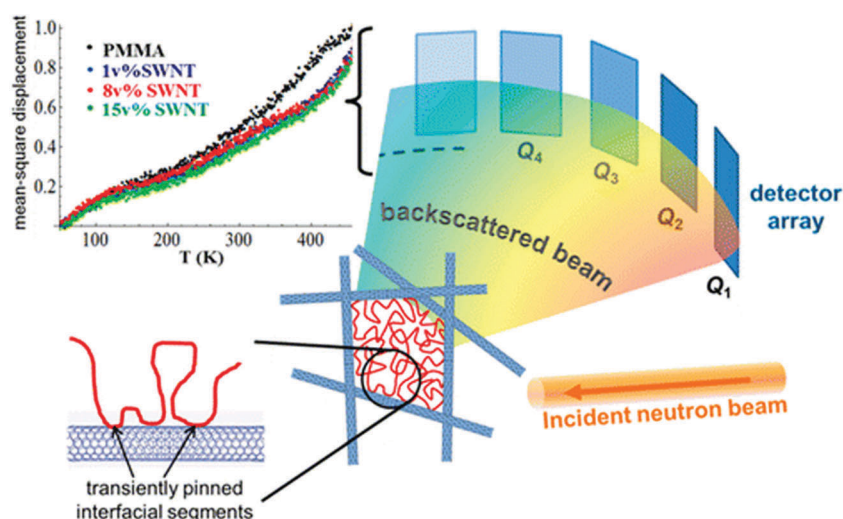 1.0
0.8
0.6
0.4
0.2
mean-square displacement
• PMMA
• 1v%SWNT
• 8v% SWNT
• 15v% SWNT
100 200 300 400
T (K)
Q4
Q3
Q2
Q1
detector
array
backscattered beam
Incident neutron beam
transiently pinned
interfacial segments